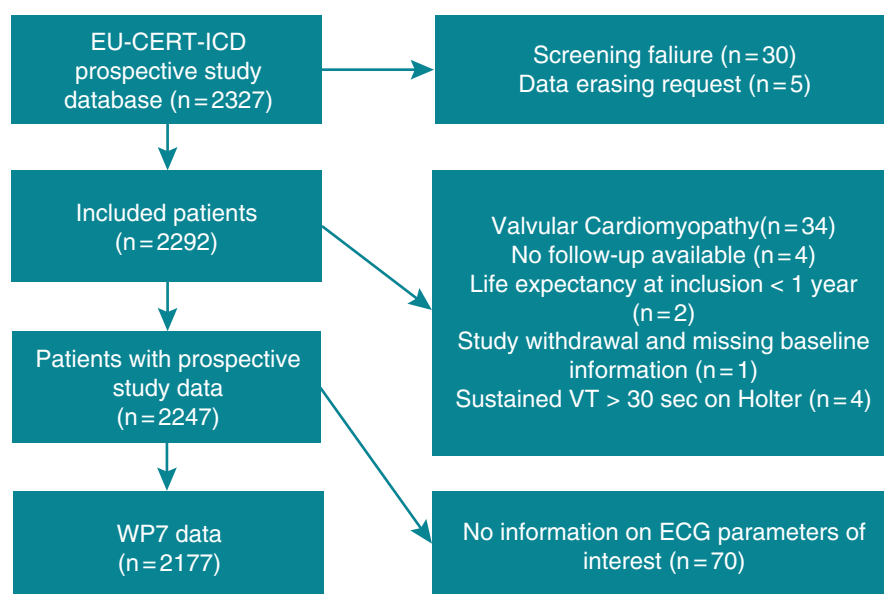 EU-CERT-ICD
prospective study
database (n = 2327)
Screening faliure (n = 30)
Data erasing request (n = 5)
Included patients
(n = 2292)
Valvular Cardiomyopathy(n = 34)
No follow-up available (n = 4)
Life expectancy at inclusion < 1 year
(n = 2)
Study withdrawal and missing baseline
information (n = 1)
Sustained VT > 30 sec on Holter (n = 4)
Patients with prospective
study data
(n = 2247)
WP7 data
(n = 2177)
No information on ECG parameters of
interest (n = 70)